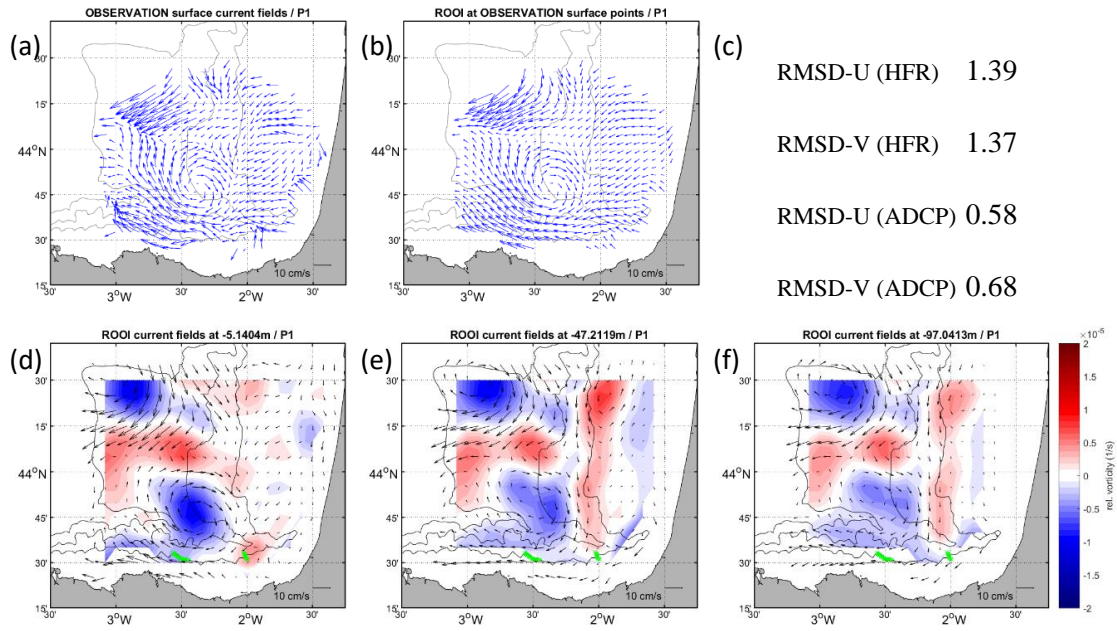 OBSERVATION surface current fields / P1
ROOI at OBSERVATION surface points / P1
(a)
(b)
(c)
30'
15'
44°N
45'
30'
15'
30'
3°W
30'
2°W
30'
10 cm/s
30'
15'
44°N
45'
30'
15'
30'
3°W
30'
2°W
30'
10 cm/s
RMSD-U (HFR) 1.39
RMSD-V (HFR) 1.37
RMSD-U (ADCP) 0.58
RMSD-V (ADCP) 0.68
ROOI current fields at -5.1404m / P1
ROOI current fields at -47.2119m / P1
ROOI current fields at -97.0413m / P1
(d)
(e)
(f)
30'
15'
44°N
45'
30'
15'
30'
3°W
30'
2°W
30'
10 cm/s
30'
15'
44°N
45'
30'
15'
30'
3°W
30'
2°W
30'
10 cm/s
30'
15'
44°N
45'
30'
15'
30'
3°W
30'
2°W
30'
10 cm/s
×10⁻⁵
2
1.5
1
0.5
0
-0.5
-1
-1.5
-2
rel. vorticity (1/s)